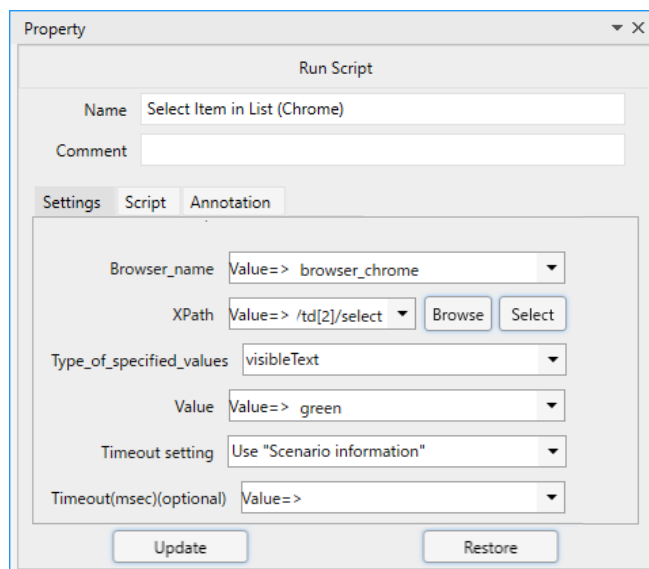 Property
Run Script
Name Select Item in List (Chrome)
Comment
Settings Script Annotation
Browser_name Value=> browser_chrome
XPath Value=> /td[2]/select Browse Select
Type_of_specified_values visibleText
Value Value=> green
Timeout setting Use "Scenario information"
Timeout(msec)(optional) Value=>
Update Restore